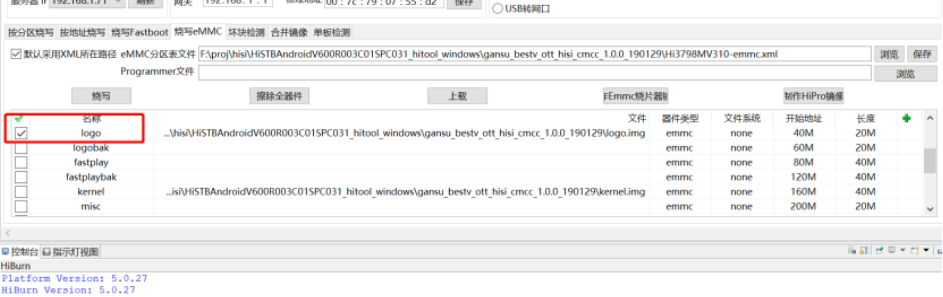 服务器 IP 192.168.1.71 刷新 网关 192.168. 1 . 1 物理地址 00 : 7c : 79 : 07 : 55 : d2 保存
USB转网口
按分区烧写 按地址烧写 烧写Fastboot 烧写eMMC 坏块检测 合并镜像 单板检测
默认采用XML所在路径 eMMC分区表文件 F:\proj\hisi\HiSTBAndroidV600R003C01SPC031_hitool_windows\gansu_bestv_ott_hisi_cmcc_1.0.0_190129\Hi3798MV310-emmc.xml 浏览 保存
Programmer文件 浏览
烧写 擦除全器件 上载 Emmc烧片器 制作HiPro镜像
名称 文件 器件类型 文件系统 开始地址 长度
logo ...\hisi\HiSTBAndroidV600R003C01SPC031_hitool_windows\gansu_bestv_ott_hisi_cmcc_1.0.0_190129\logo.img emmc none 40M 20M
logobak emmc none 60M 20M
fastplay emmc none 80M 40M
fastplaybak emmc none 120M 40M
kernel ...isi\HiSTBAndroidV600R003C01SPC031_hitool_windows\gansu_bestv_ott_hisi_cmcc_1.0.0_190129\kernel.img emmc none 160M 40M
misc emmc none 200M 20M
控制台 指示灯视图
HiBurn
Platform Version: 5.0.27
HiBurn Version: 5.0.27